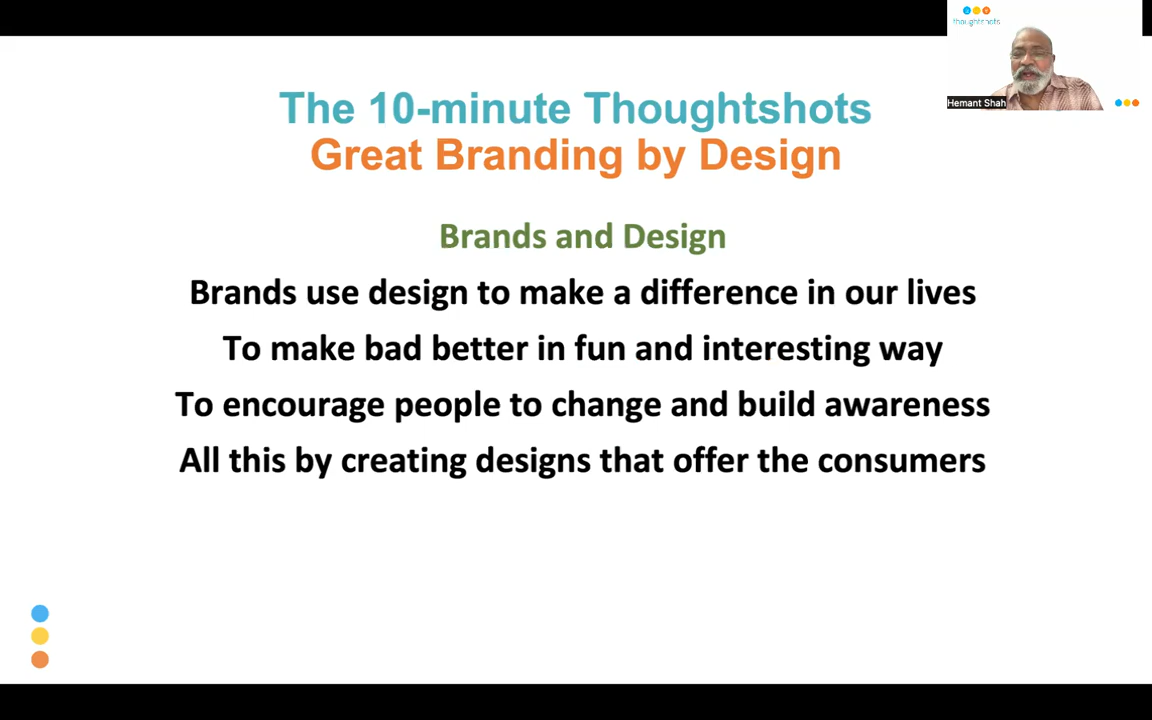 thoughtshots
Hemant Shah
The 10-minute Thoughtshots
Great Branding by Design
Brands and Design
Brands use design to make a difference in our lives
To make bad better in fun and interesting way
To encourage people to change and build awareness
All this by creating designs that offer the consumers